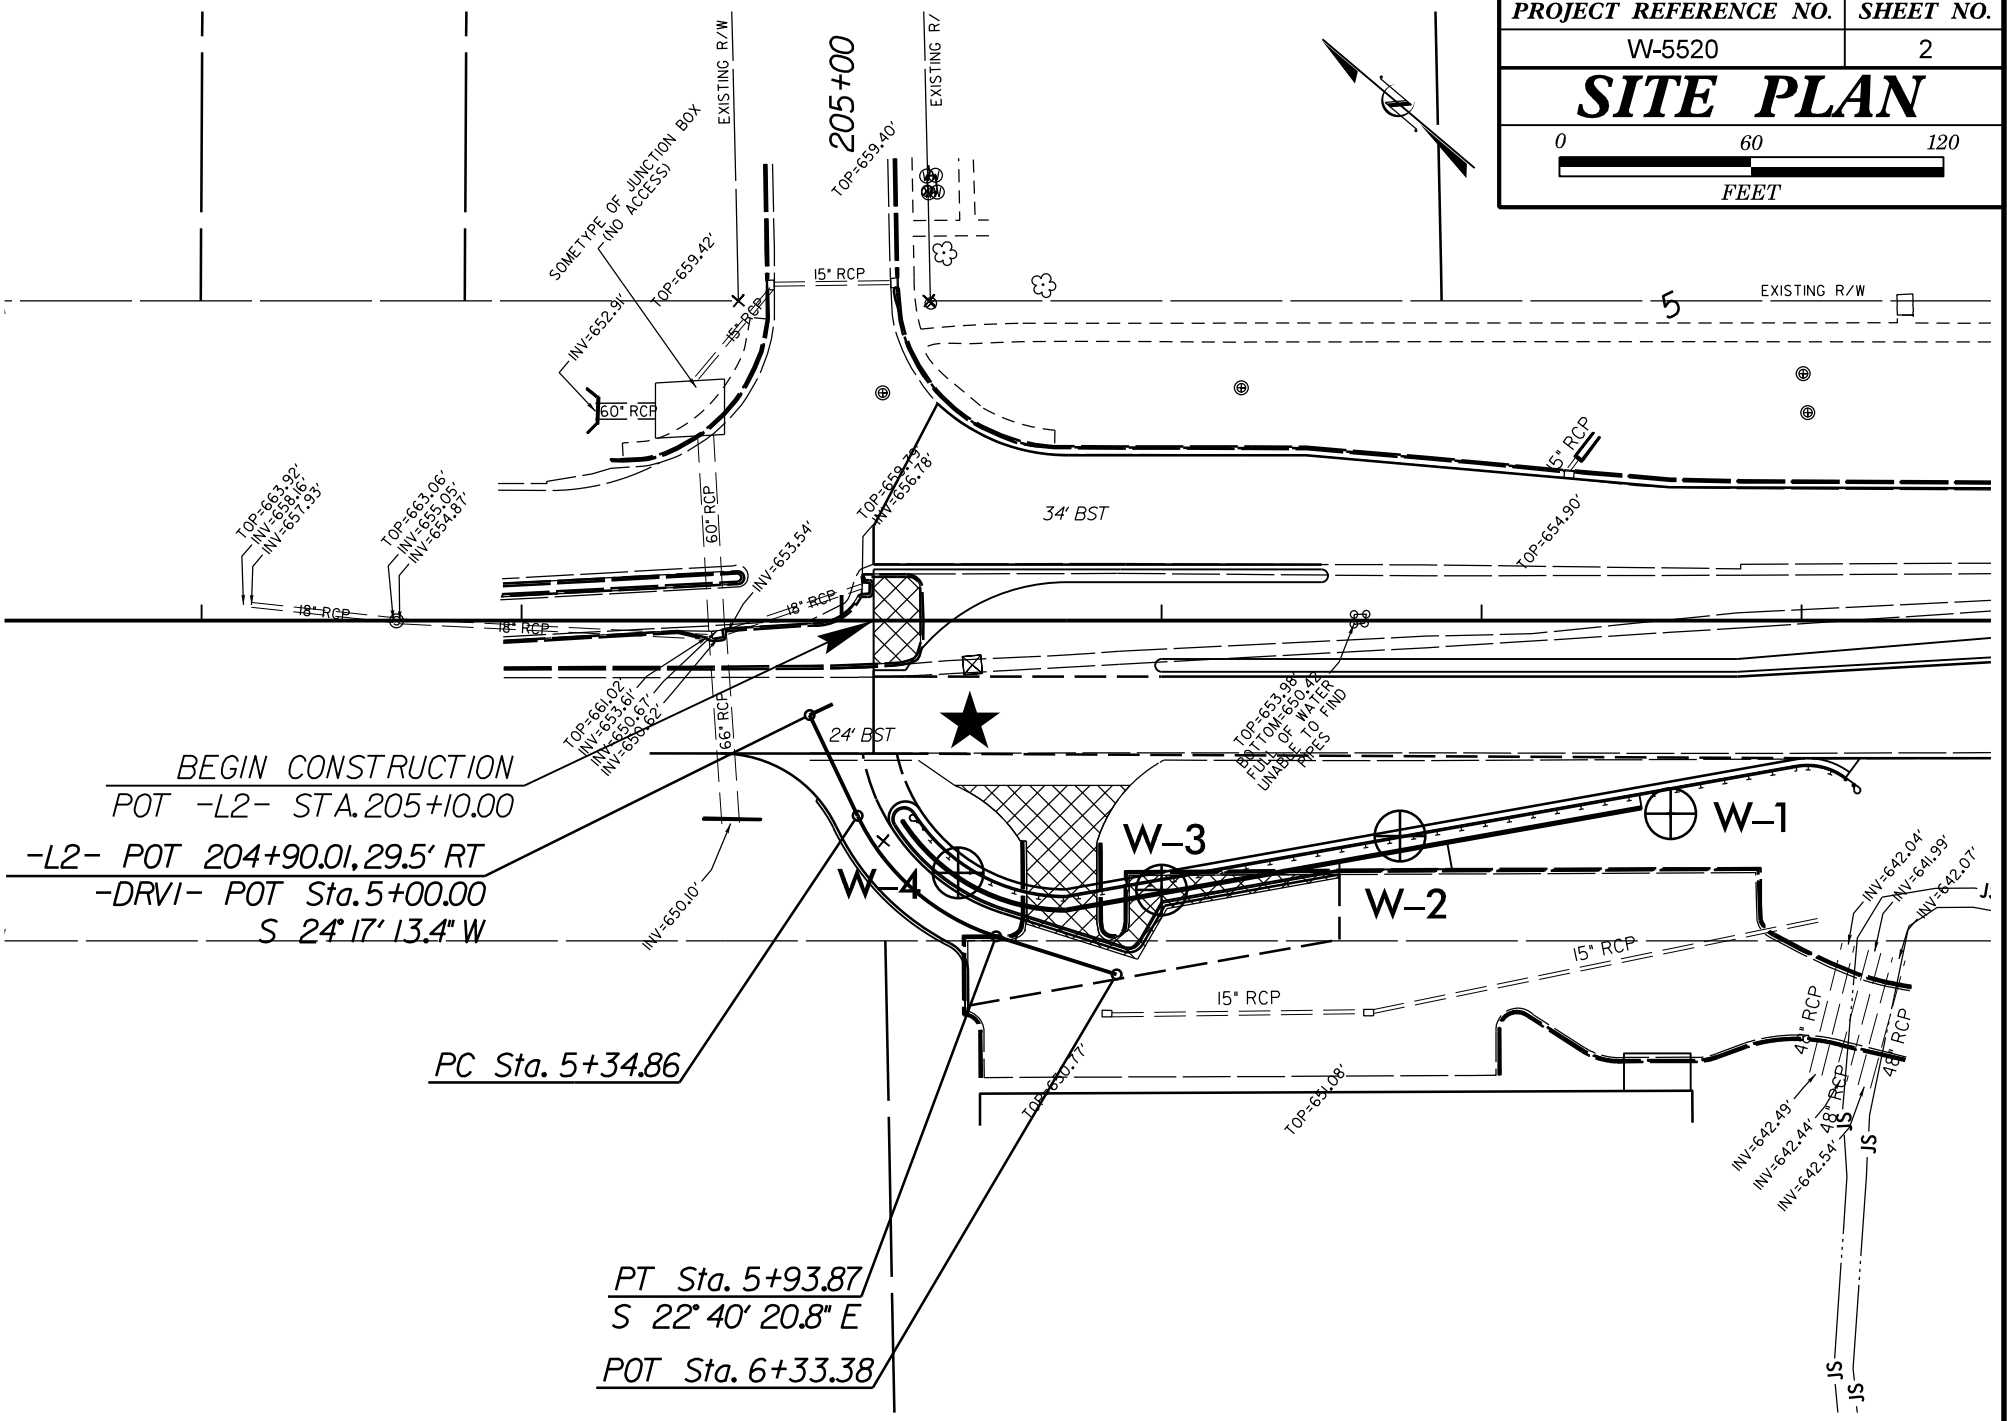 PROJECT REFERENCE NO.
SHEET NO.
W-5520
2
SITE PLAN
0 60 120
FEET
EXISTING R/W
205+00
EXISTING R/
TOP=659.40'
SOMETYPE OF JUNCTION BOX
(NO ACCESS)
TOP=659.42'
INV=652.91'
15" RCP
15" RCP
60" RCP
5
EXISTING R/W
N
15" RCP
TOP=663.92'
INV=658.16'
INV=657.93'
TOP=663.06'
INV=655.05'
INV=654.87'
60" RCP
TOP=659.79'
INV=656.78'
34' BST
TOP=654.90'
INV=653.54'
18" RCP
18" RCP
18" RCP
TOP=661.02'
INV=653.61'
INV=650.67'
INV=650.62'
66" RCP
24' BST
TOP=653.98'
BOTTOM=650.42'
FULL OF WATER
UNABLE TO FIND
PIPES
BEGIN CONSTRUCTION
POT -L2- STA.205+10.00
-L2- POT 204+90.01, 29.5' RT
-DRV1- POT Sta. 5+00.00
S 24° 17' 13.4" W
INV=650.10'
W-4
W-3
W-2
W-1
INV=642.04'
INV=641.99'
INV=642.07'
15" RCP
15" RCP
48" RCP
48" RCP
48" RCP
PC Sta. 5+34.86
TOP=650.77'
TOP=651.08'
INV=642.49'
INV=642.44'
INV=642.54'
JS
JS
PT Sta. 5+93.87
S 22° 40' 20.8" E
POT Sta. 6+33.38
JS
JS